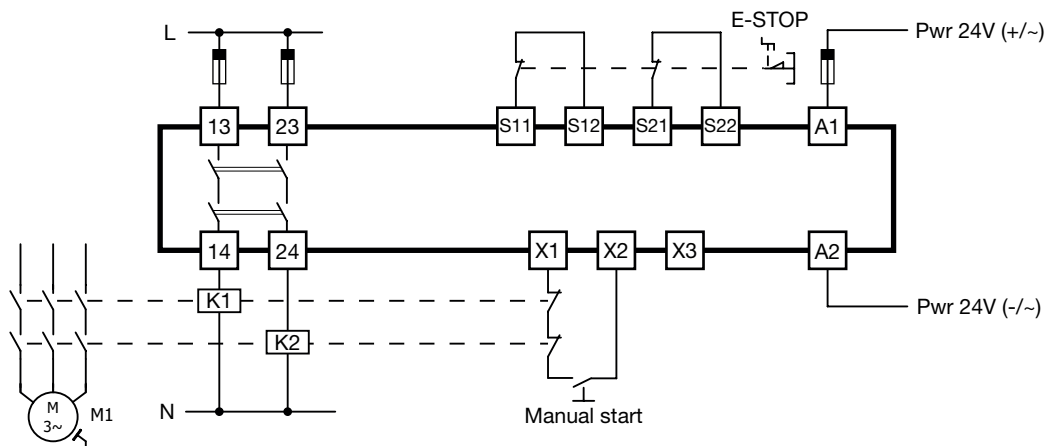 L
E-STOP
Pwr 24V (+/~)
13 23 S11 S12 S21 S22 A1
14 24 X1 X2 X3 A2
K1
Pwr 24V (-/~)
K2
M
3~
M1
N
Manual start